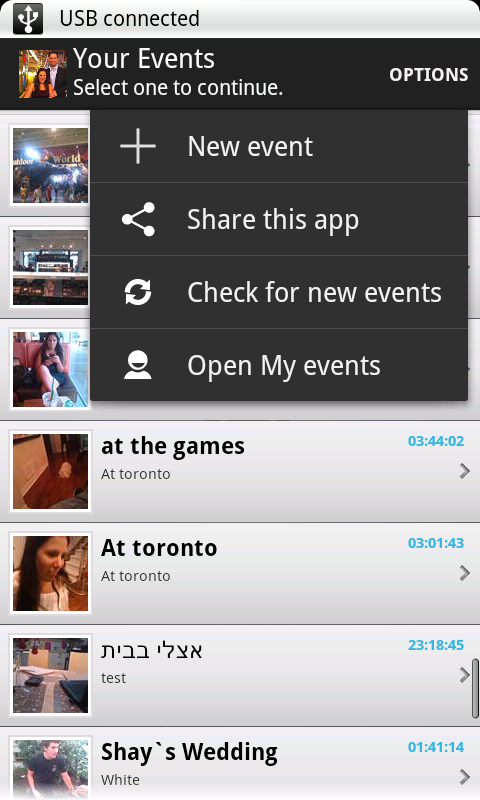 USB connected
Your Events
Select one to continue.
OPTIONS
New event
Share this app
Check for new events
Open My events
at the games
03:44:02
At toronto
At toronto
03:01:43
At toronto
אצלי בבית
23:18:45
test
Shay`s Wedding
01:41:14
White